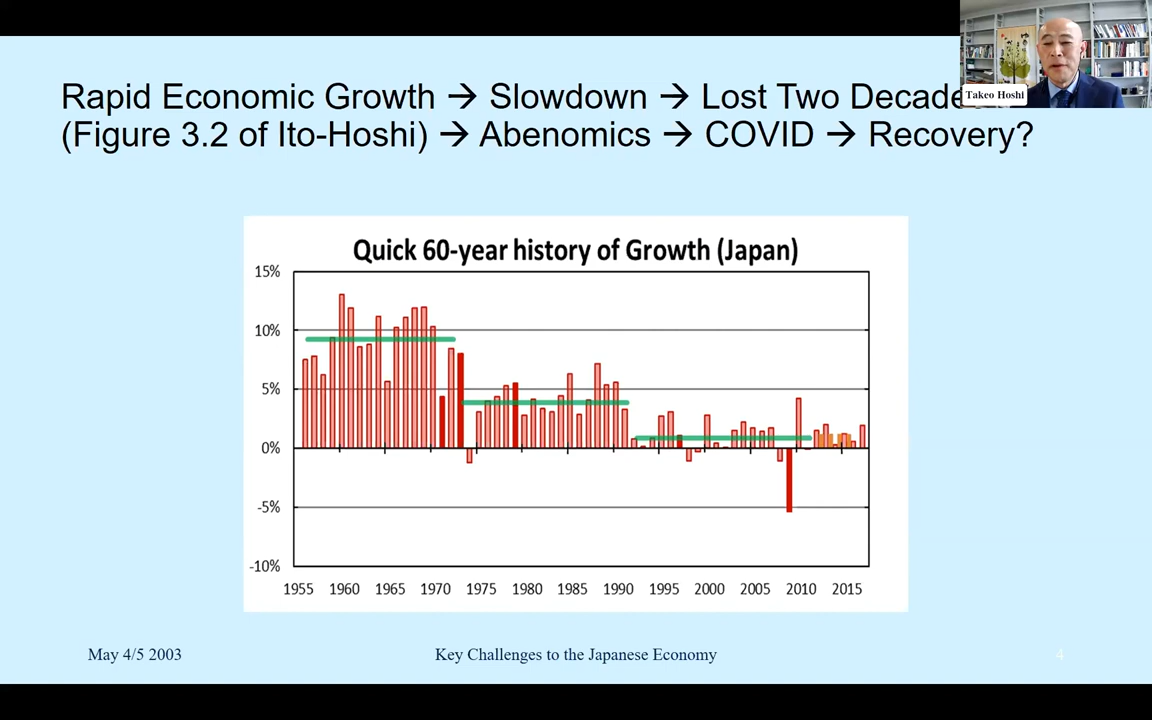 Rapid Economic Growth → Slowdown → Lost Two
(Figure 3.2 of Ito-Hoshi) → Abenomics → COVID → Recovery?
Takeo Hoshi
Quick 60-year history of Growth (Japan)
15%
10%
5%
0%
-5%
-10%
1955 1960 1965 1970 1975 1980 1985 1990 1995 2000 2005 2010 2015
May 4/5 2003
Key Challenges to the Japanese Economy
4